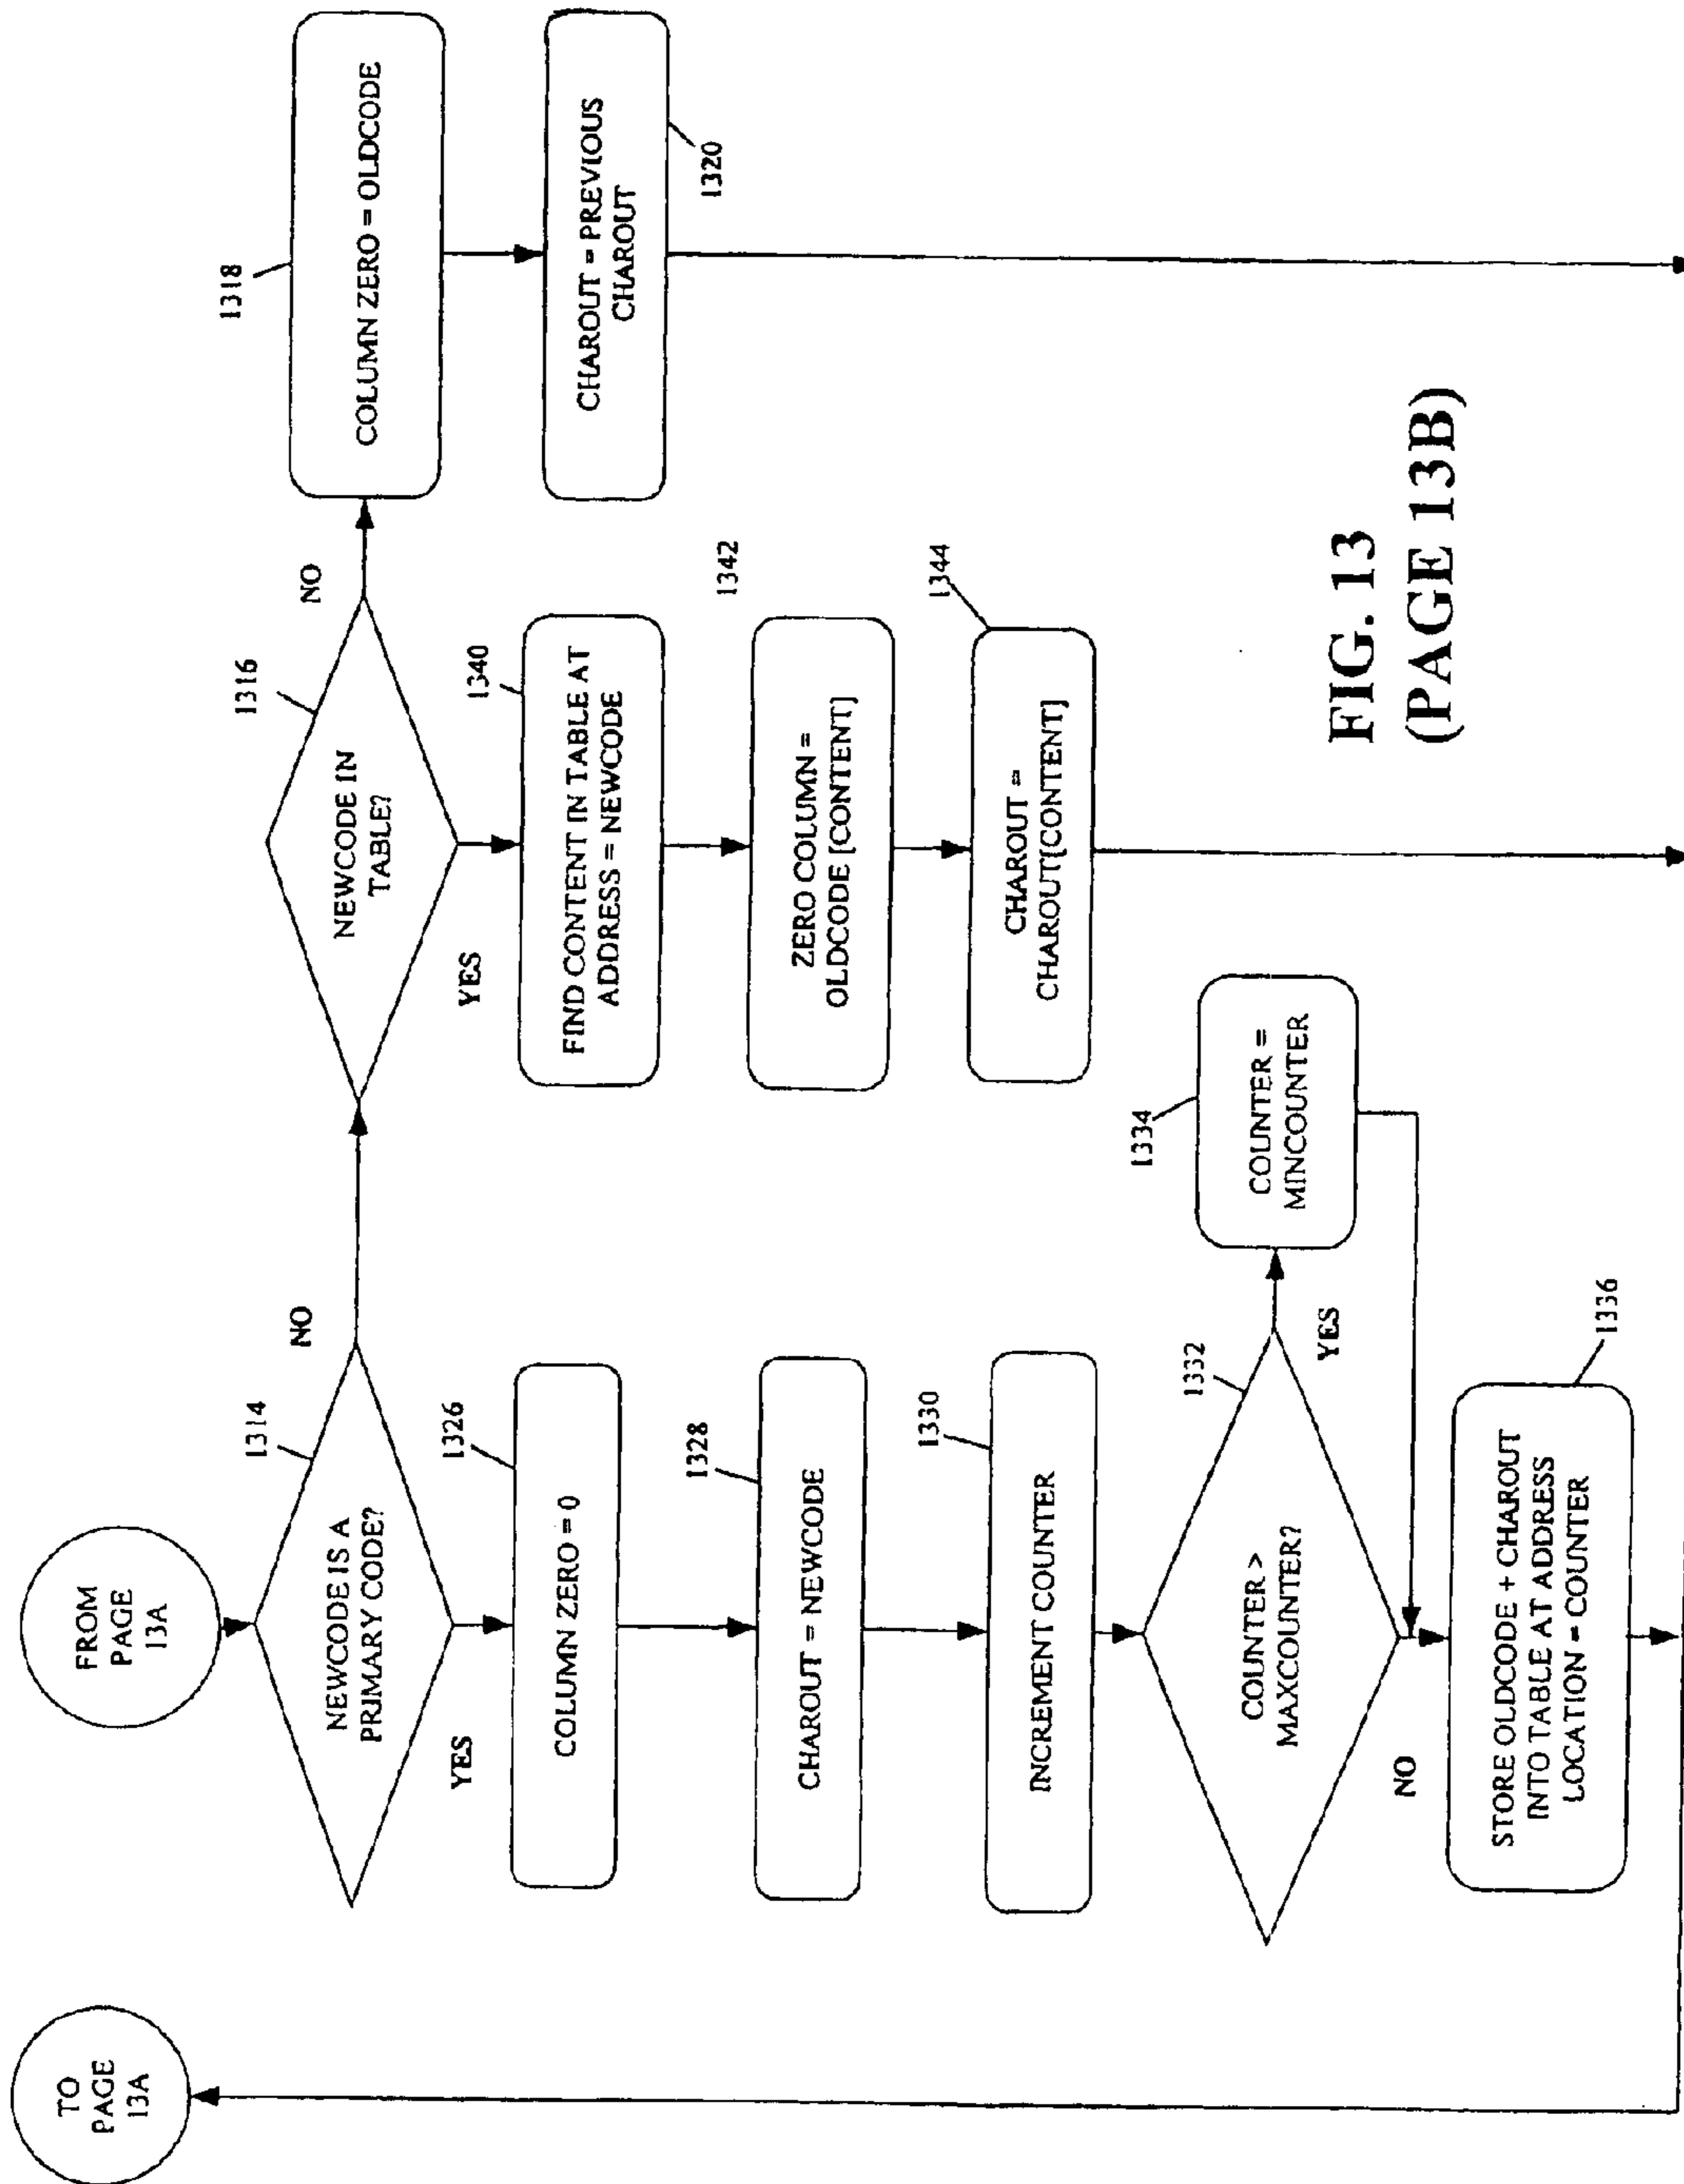 TO
PAGE
13A
FROM
PAGE
13A
1314
NEWCODE IS A
PRIMARY CODE?
NO
YES
1316
NEWCODE IN
TABLE?
NO
YES
1318
COLUMN ZERO = OLDCODE
1320
CHAROUT = PREVIOUS
CHAROUT
1326
COLUMN ZERO = 0
1328
CHAROUT = NEWCODE
1330
INCREMENT COUNTER
1332
COUNTER >
MAXCOUNTER?
YES
NO
1334
COUNTER =
MINCOUNTER
1336
STORE OLDCODE + CHAROUT
INTO TABLE AT ADDRESS
LOCATION = COUNTER
1340
FIND CONTENT IN TABLE AT
ADDRESS = NEWCODE
1342
ZERO COLUMN =
OLDCODE [CONTENT]
1344
CHAROUT =
CHAROUT[CONTENT]
FIG. 13
(PAGE 13B)